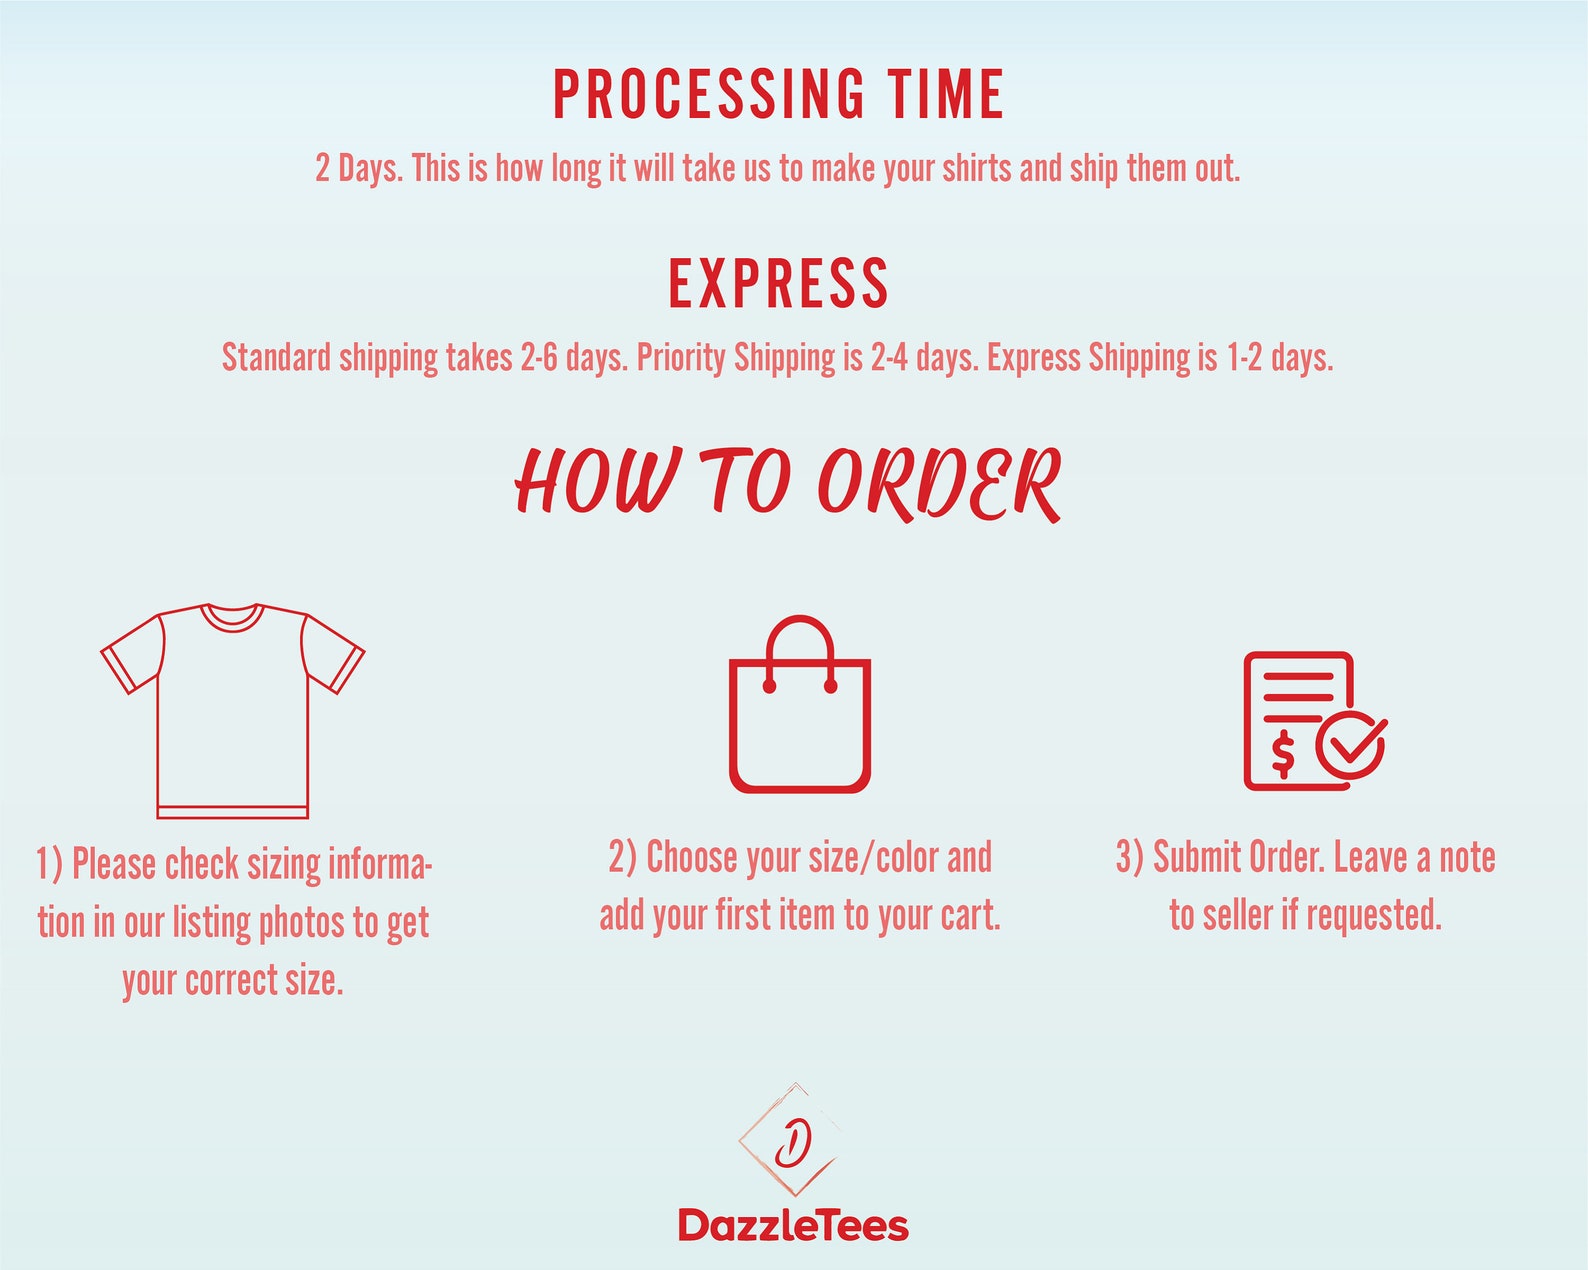 PROCESSING TIME
2 Days. This is how long it will take us to make your shirts and ship them out.
EXPRESS
Standard shipping takes 2-6 days. Priority Shipping is 2-4 days. Express Shipping is 1-2 days.
HOW TO ORDER
1) Please check sizing informa-
tion in our listing photos to get
your correct size.
2) Choose your size/color and
add your first item to your cart.
$
3) Submit Order. Leave a note
to seller if requested.
D
DazzleTees